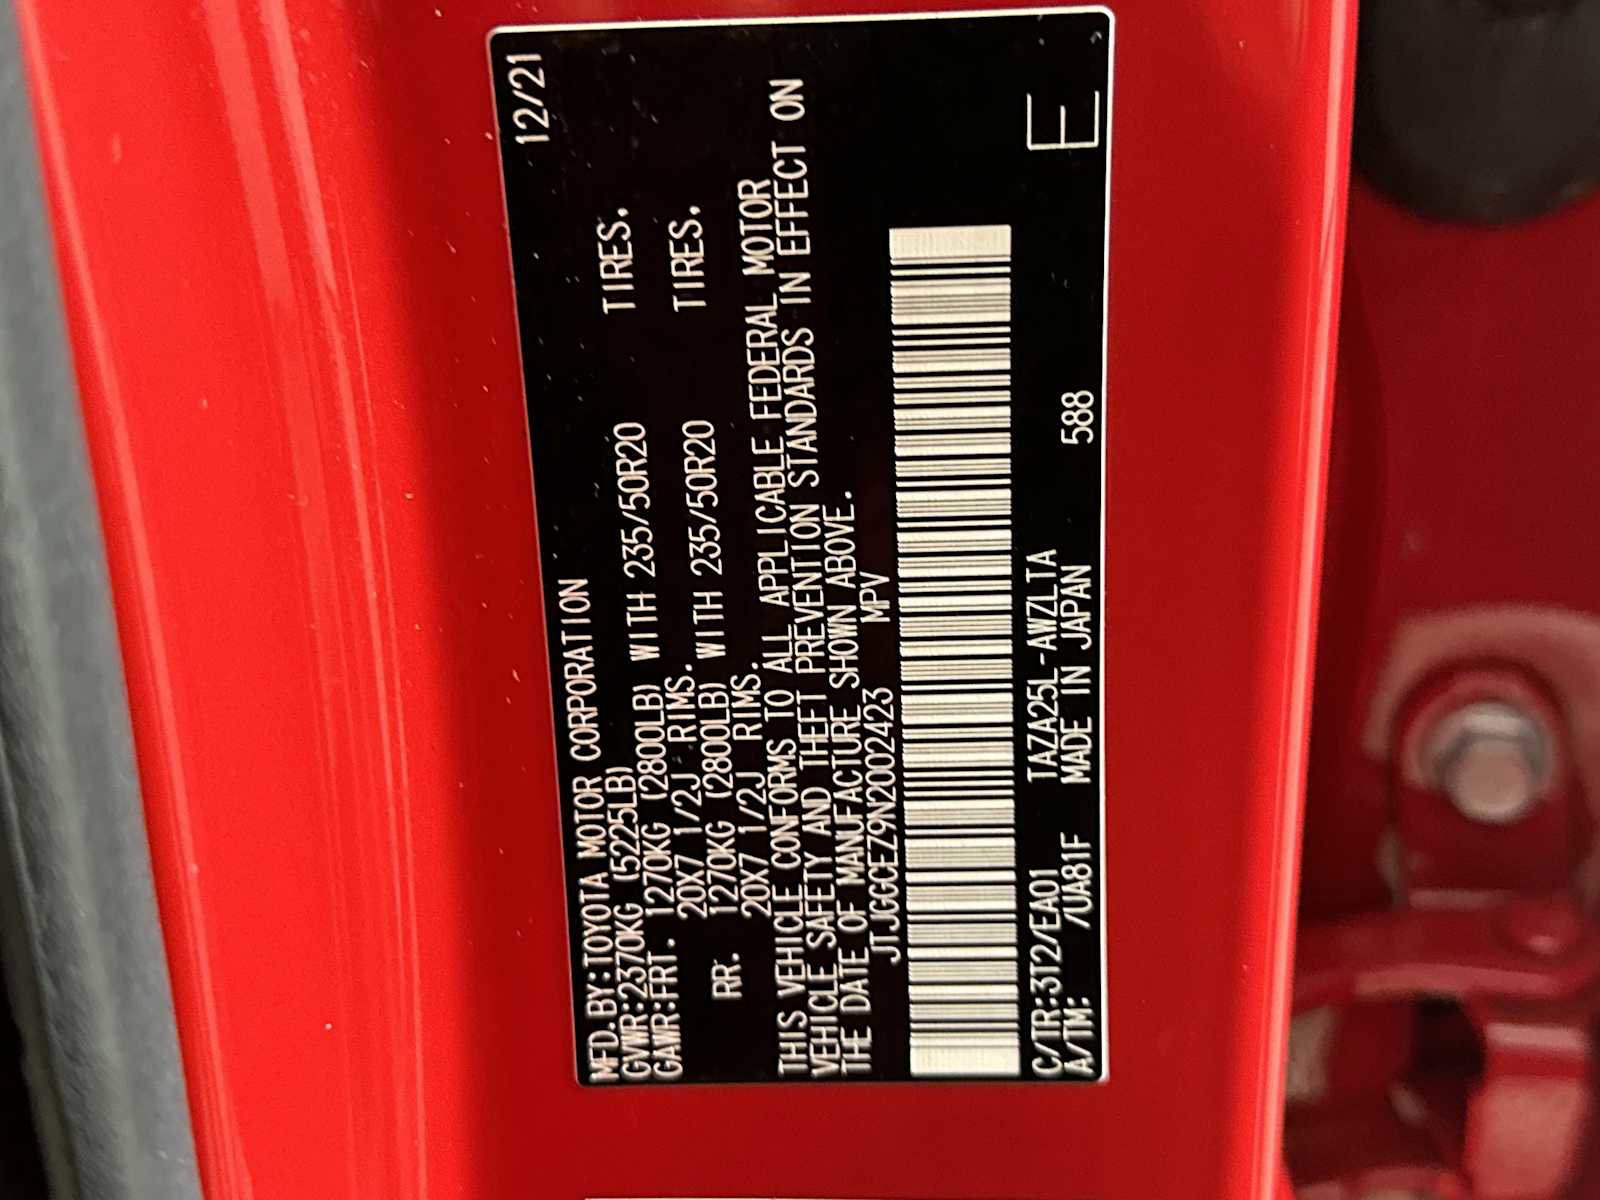 MFD.BY:TOYOTA MOTOR CORPORATION 12/21
GVWR:2370KG (5225LB)
GAWR:FRT. 1270KG (2800LB) WITH 235/50R20 TIRES.
20X7 1/2J RIMS.
RR. 1270KG (2800LB) WITH 235/50R20 TIRES.
20X7 1/2J RIMS.
THIS VEHICLE CONFORMS TO ALL APPLICABLE FEDERAL MOTOR
VEHICLE SAFETY AND THEFT PREVENTION STANDARDS IN EFFECT ON
THE DATE OF MANUFACTURE SHOWN ABOVE.
JTJGGCEZ9N2002423 MPV
C/TR:3T2/EA01 TAZA25L-AWZLTA
A/TM: /UA81F MADE IN JAPAN 588
E